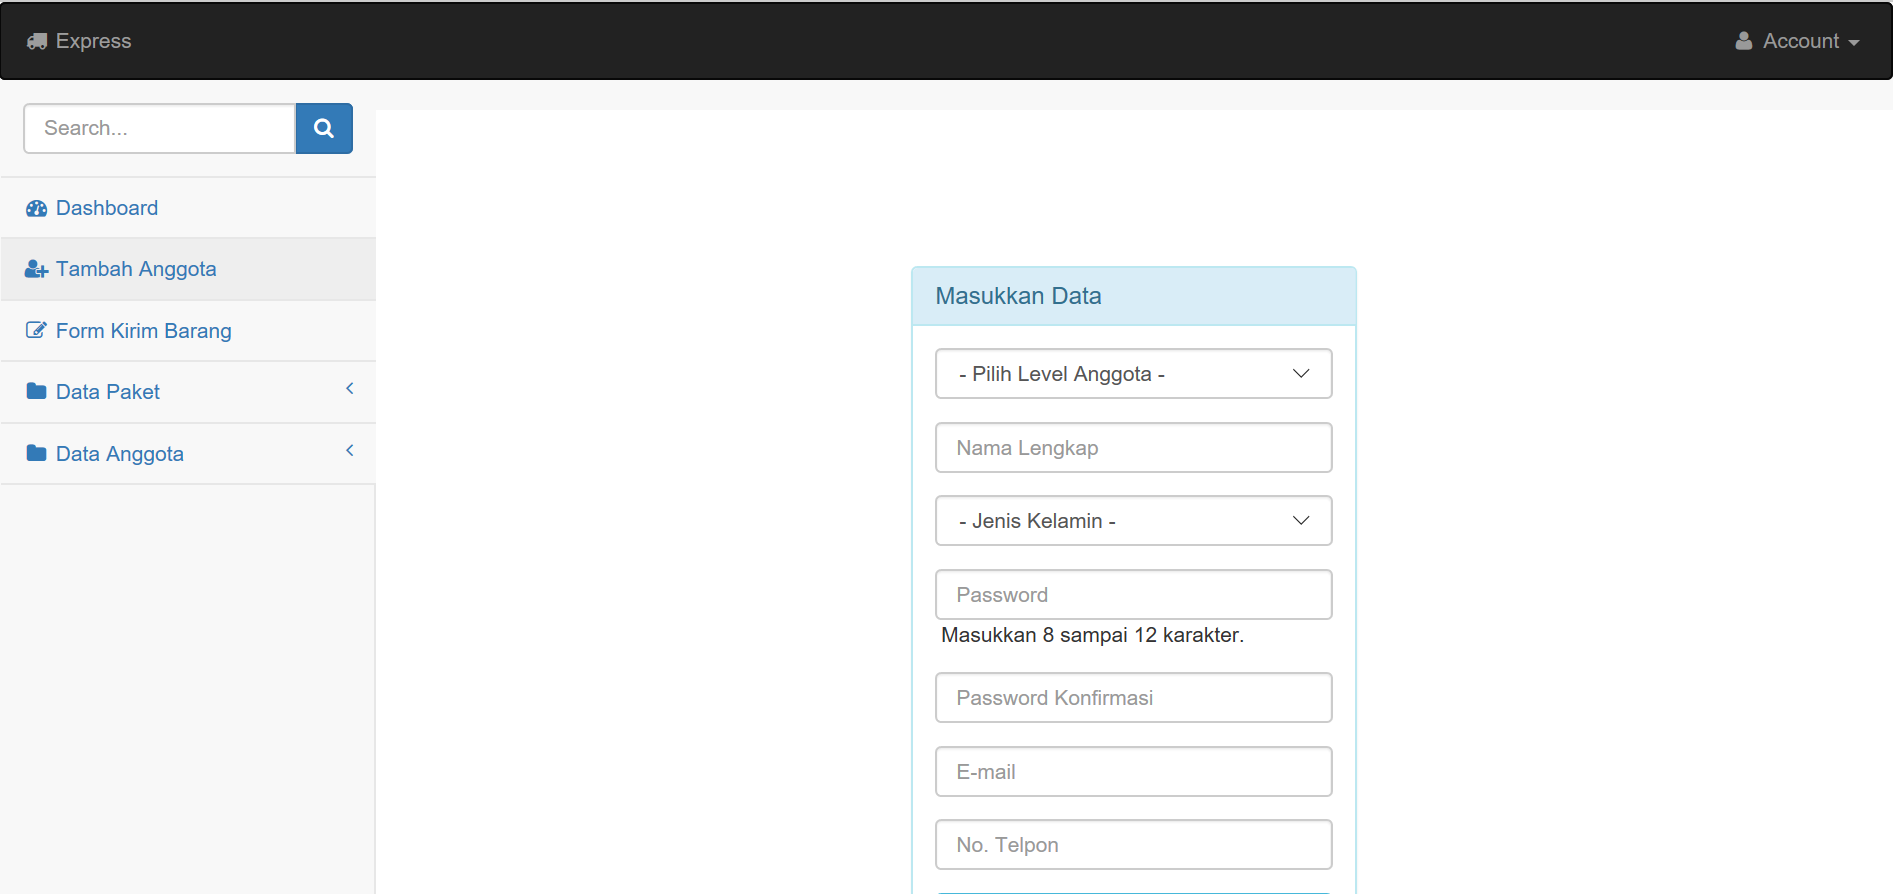 Express
Account
Search...
Dashboard
Tambah Anggota
Form Kirim Barang
Data Paket
Data Anggota
Masukkan Data
- Pilih Level Anggota -
Nama Lengkap
- Jenis Kelamin -
Password
Masukkan 8 sampai 12 karakter.
Password Konfirmasi
E-mail
No. Telpon